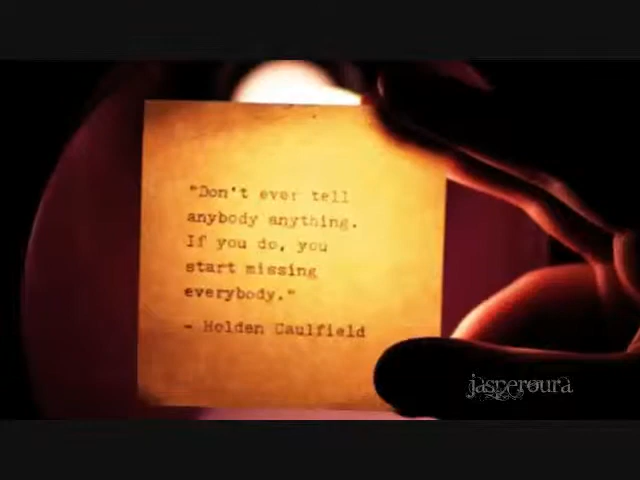 "Don't ever tell
anybody anything.
If you do, you
start missing
everybody."
- Holden Caulfield
jasperoura